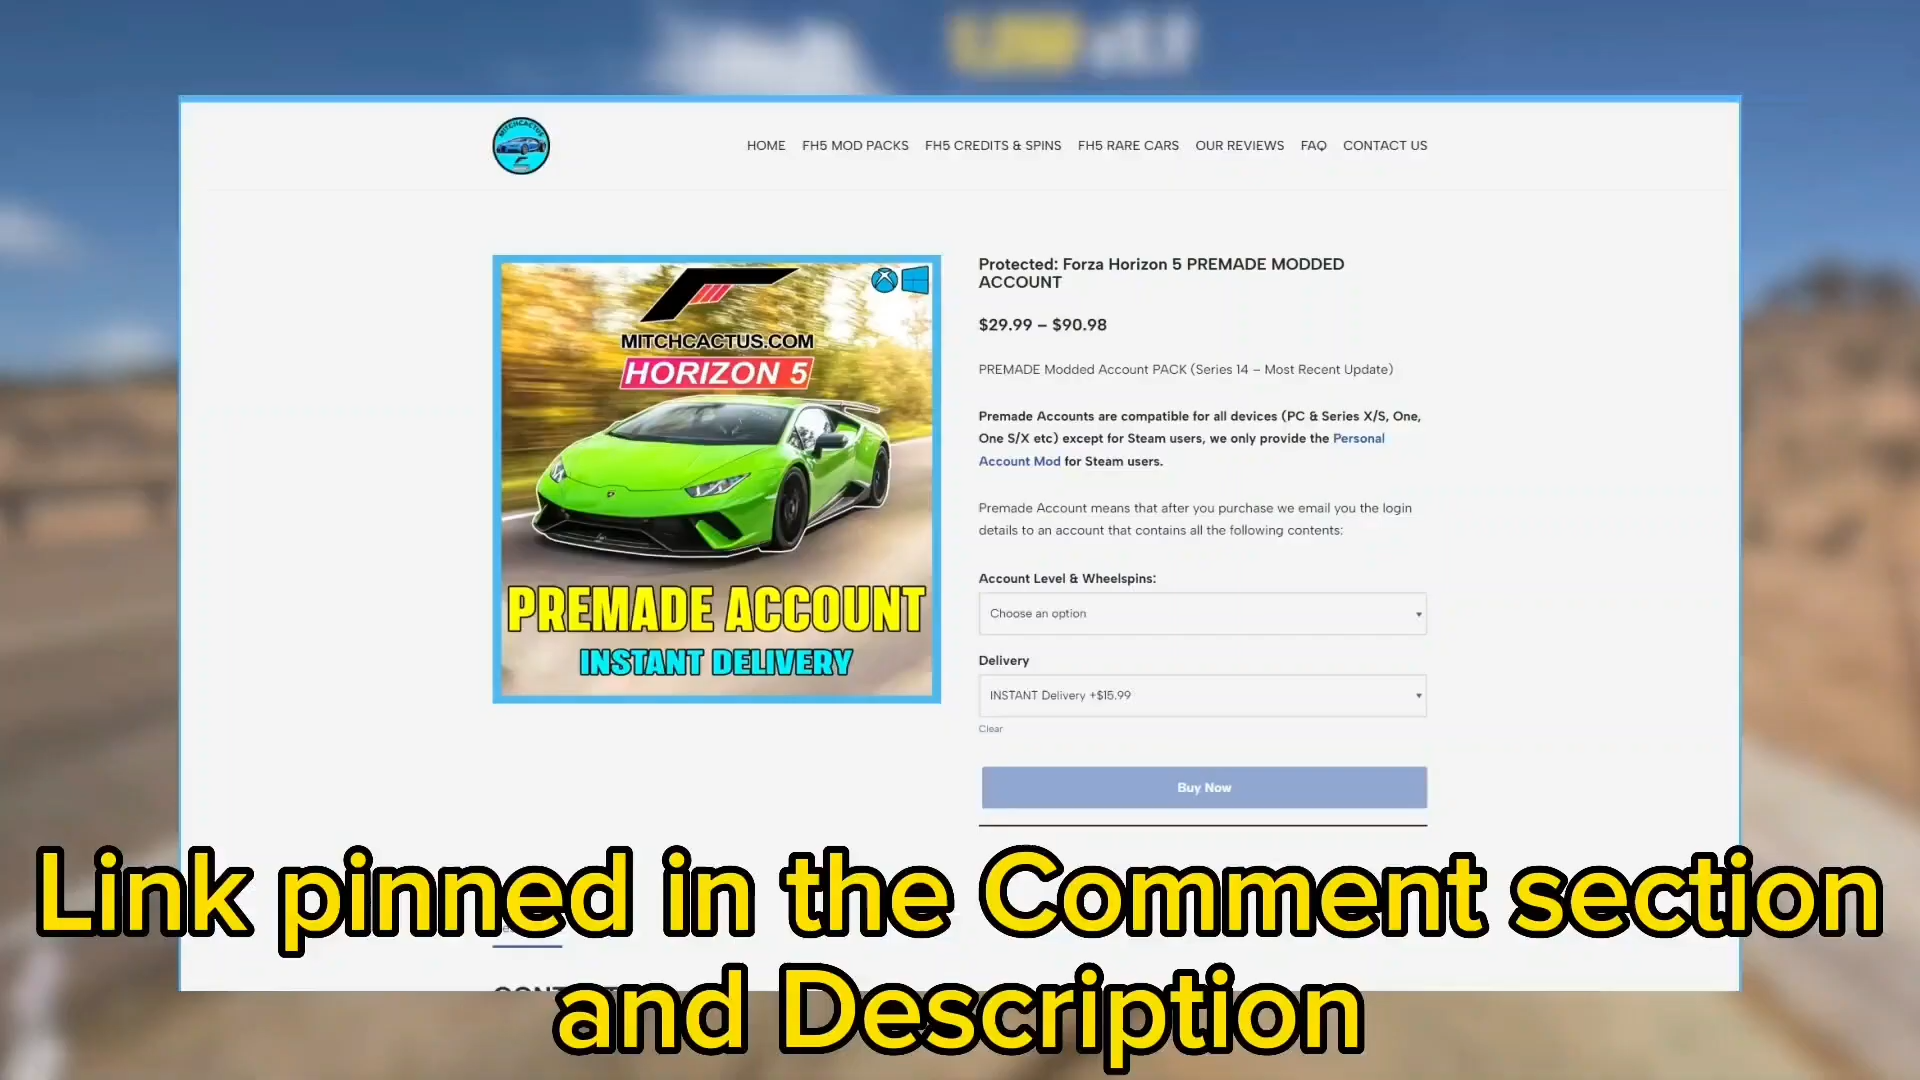 MITCHCACTUS
HOME FH5 MOD PACKS FH5 CREDITS & SPINS FH5 RARE CARS OUR REVIEWS FAQ CONTACT US
MITCHCACTUS.COM
HORIZON 5
PREMADE ACCOUNT
INSTANT DELIVERY
Protected: Forza Horizon 5 PREMADE MODDED
ACCOUNT
$29.99 – $90.98
PREMADE Modded Account PACK (Series 14 – Most Recent Update)
Premade Accounts are compatible for all devices (PC & Series X/S, One,
One S/X etc) except for Steam users, we only provide the Personal
Account Mod for Steam users.
Premade Account means that after you purchase we email you the login
details to an account that contains all the following contents:
Account Level & Wheelspins:
Choose an option
Delivery
INSTANT Delivery +$15.99
Clear
Buy Now
Link pinned in the Comment section
and Description